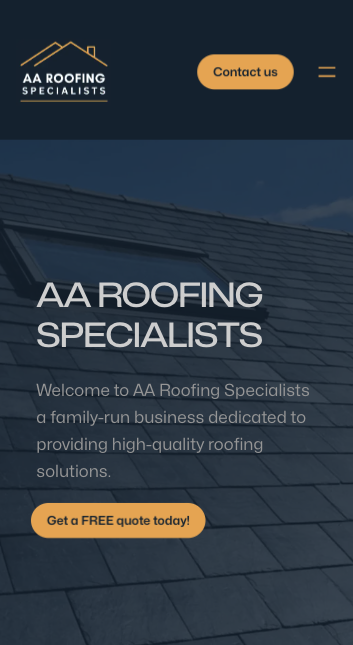 AA ROOFING
SPECIALISTS
Contact us
AA ROOFING
SPECIALISTS
Welcome to AA Roofing Specialists
a family-run business dedicated to
providing high-quality roofing
solutions.
Get a FREE quote today!